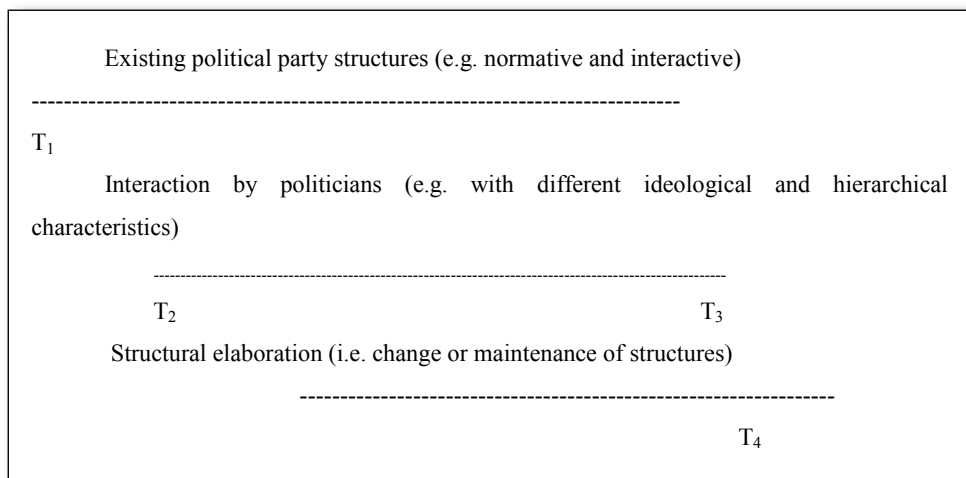 Existing political party structures (e.g. normative and interactive)
--------------------------------------------------------------------------------
T₁
Interaction by politicians (e.g. with different ideological and hierarchical
characteristics)
--------------------------------------------------------------------------------------------------------------
T₂ T₃
Structural elaboration (i.e. change or maintenance of structures)
------------------------------------------------------------------
T₄